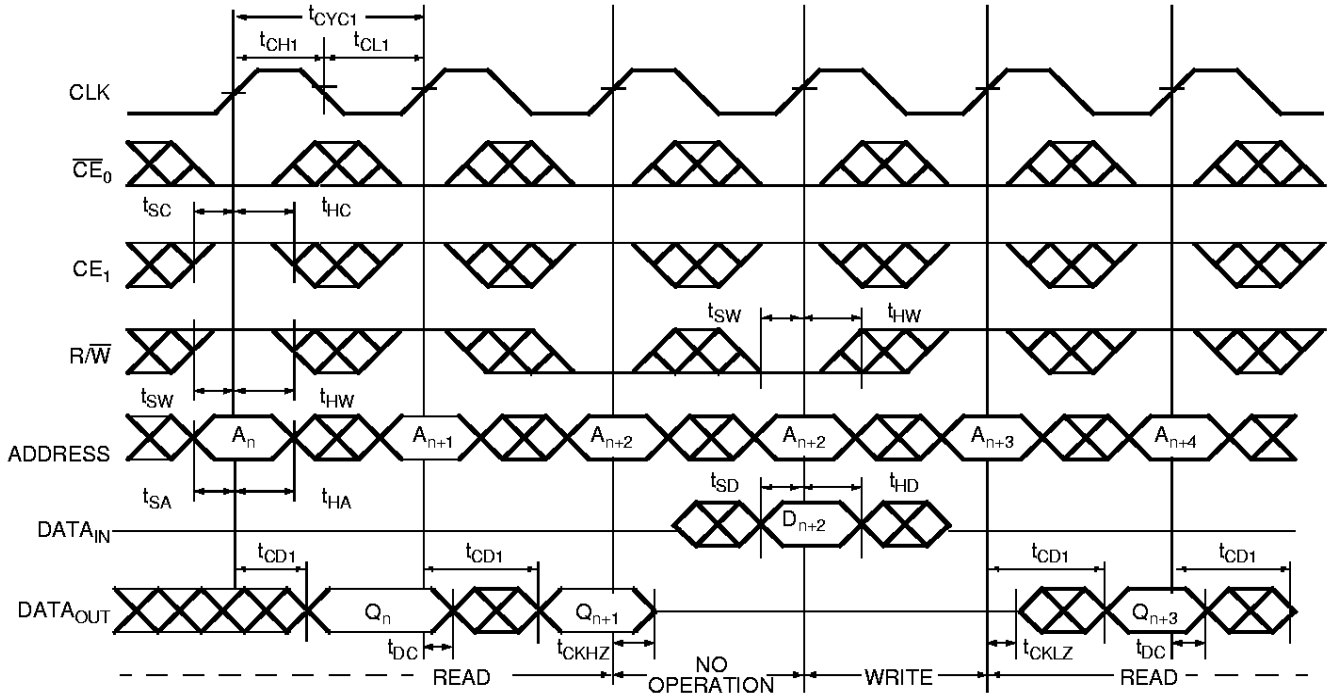 tCYC1
tCH1 tCL1
CLK
CE0
tSC tHC
CE1
tSW tHW
R/W
tSW tHW
ADDRESS An An+1 An+2 An+2 An+3 An+4
tSA tHA tSD tHD
DATAIN Dn+2
tCD1 tCD1 tCD1 tCD1
DATAOUT Qn Qn+1 Qn+3
tDC tCKHZ tCKLZ tDC
READ NO OPERATION WRITE READ